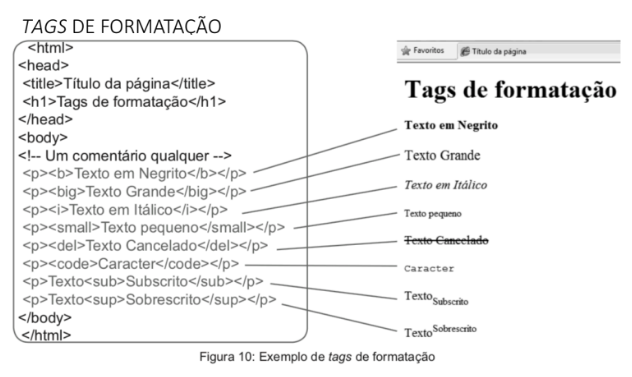 TAGS DE FORMATAÇÃO
<html>
<head>
<title>Título da página</title>
<h1>Tags de formatação</h1>
</head>
<body>
<!-- Um comentário qualquer -->
<p><b>Texto em Negrito</b></p>
<p><big>Texto Grande</big></p>
<p><i>Texto em Itálico</i></p>
<p><small>Texto pequeno</small></p>
<p><del>Texto Cancelado</del></p>
<p><code>Caracter</code></p>
<p>Texto<sup>Subscrito</sub></p>
<p>Texto<sup>Sobrescrito</sup></p>
</body>
</html>
Favoritos Título da página
Tags de formatação
Texto em Negrito
Texto Grande
Texto em Itálico
Texto pequeno
Texto Cancelado
Caracter
Texto Subscrito
Texto Sobrescrito
Figura 10: Exemplo de tags de formatação